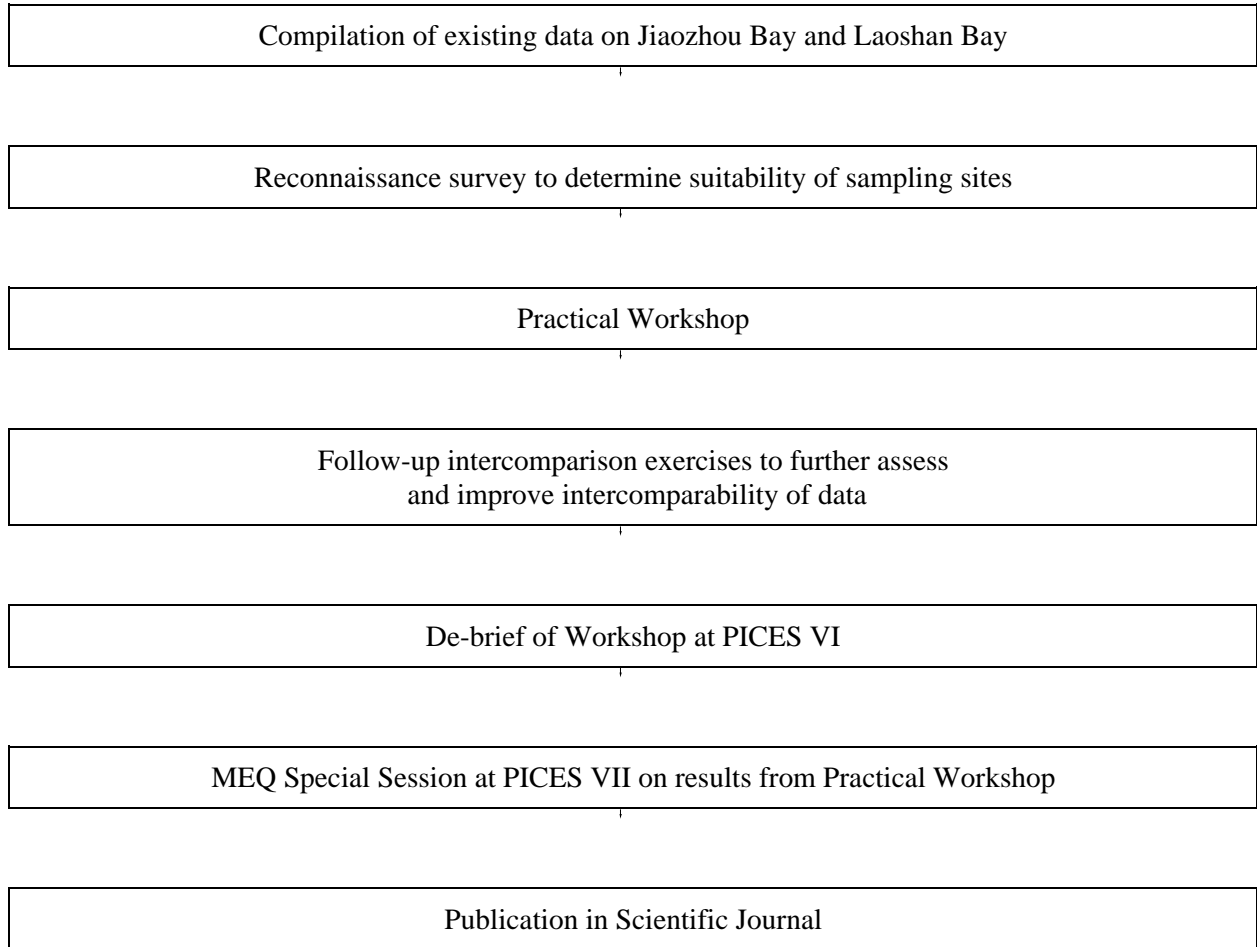 Compilation of existing data on Jiaozhou Bay and Laoshan Bay
Reconnaissance survey to determine suitability of sampling sites
Practical Workshop
Follow-up intercomparison exercises to further assess
and improve intercomparability of data
De-brief of Workshop at PICES VI
MEQ Special Session at PICES VII on results from Practical Workshop
Publication in Scientific Journal